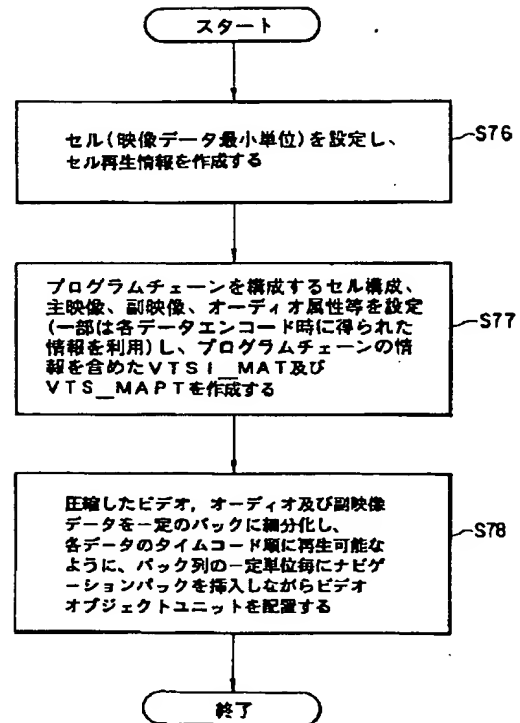 スタート
セル(映像データ最小単位)を設定し、
セル再生情報を作成する
S76
プログラムチェーンを構成するセル構成、
主映像、副映像、オーディオ属性等を設定
(一部は各データエンコード時に得られた
情報を利用)し、プログラムチェーンの情
報を含めたVTSI_MAT及び
VTS_MAPTを作成する
S77
圧縮したビデオ,オーディオ及び副映像
データを一定のパックに細分化し、
各データのタイムコード順に再生可能な
ように、パック列の一定単位毎にナビゲ
ーションパックを挿入しながらビデオ
オブジェクトユニットを配置する
S78
終了